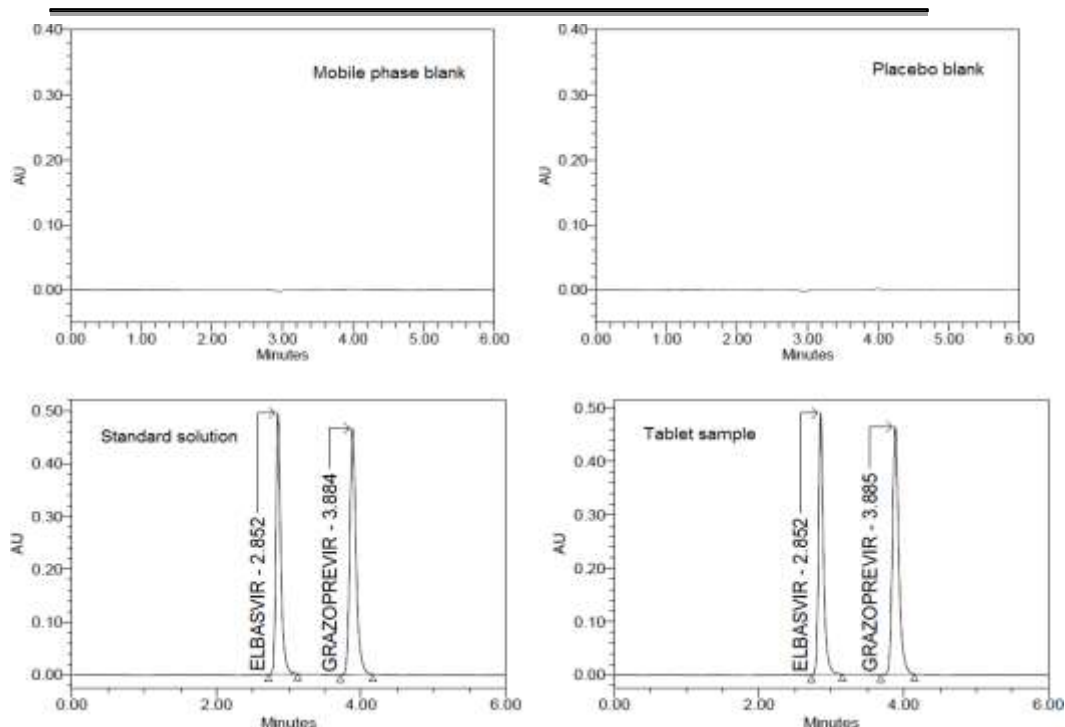 0.40
0.30
0.20
0.10
0.00
AU
Mobile phase blank
0.00 1.00 2.00 3.00 4.00 5.00 6.00
Minutes
0.40
0.30
0.20
0.10
0.00
AU
Placebo blank
0.00 1.00 2.00 3.00 4.00 5.00 6.00
Minutes
0.50
0.40
0.30
0.20
0.10
0.00
AU
Standard solution
ELBASVIR - 2.852
GRAZOPREVIR - 3.884
0.00 2.00 4.00 6.00
Minutes
0.50
0.40
0.30
0.20
0.10
0.00
AU
Tablet sample
ELBASVIR - 2.852
GRAZOPREVIR - 3.885
0.00 2.00 4.00 6.00
Minutes